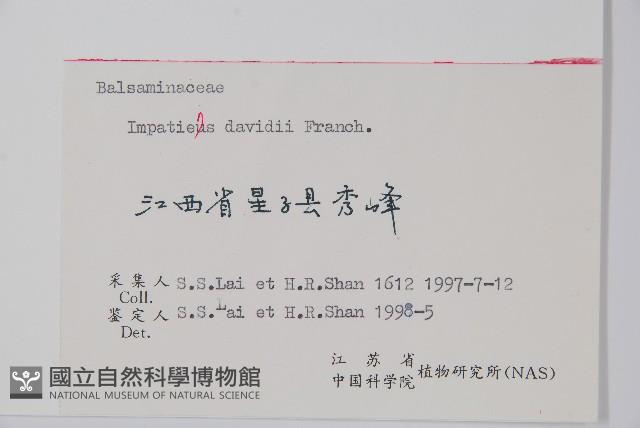 Balsaminaceae
Impatiens davidii Franch.
江西省星子县秀峰
采集人 S.S.Lai et H.R.Shan 1612 1997-7-12
Coll.
鉴定人 S.S.Lai et H.R.Shan 1998-5
Det.
江苏省
中国科学院 植物研究所(NAS)
國立自然科學博物館
NATIONAL MUSEUM OF NATURAL SCIENCE